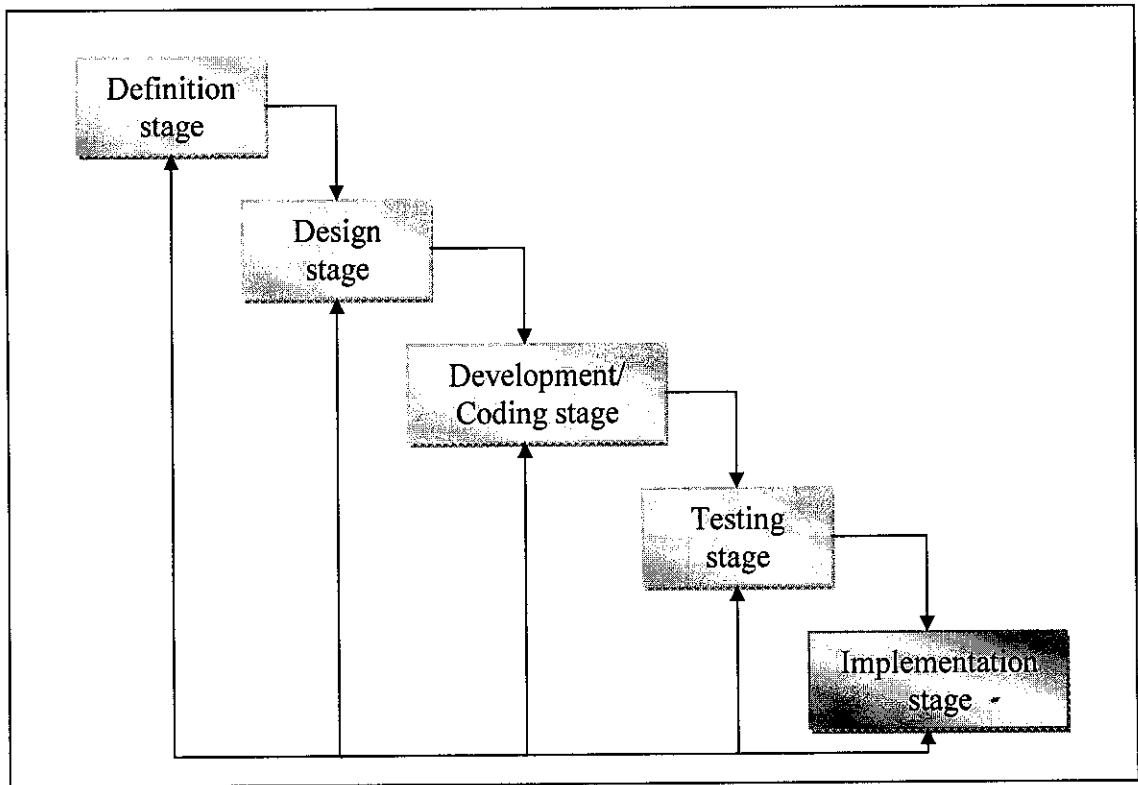 Definition
stage
Design
stage
Development/
Coding stage
Testing
stage
Implementation
stage